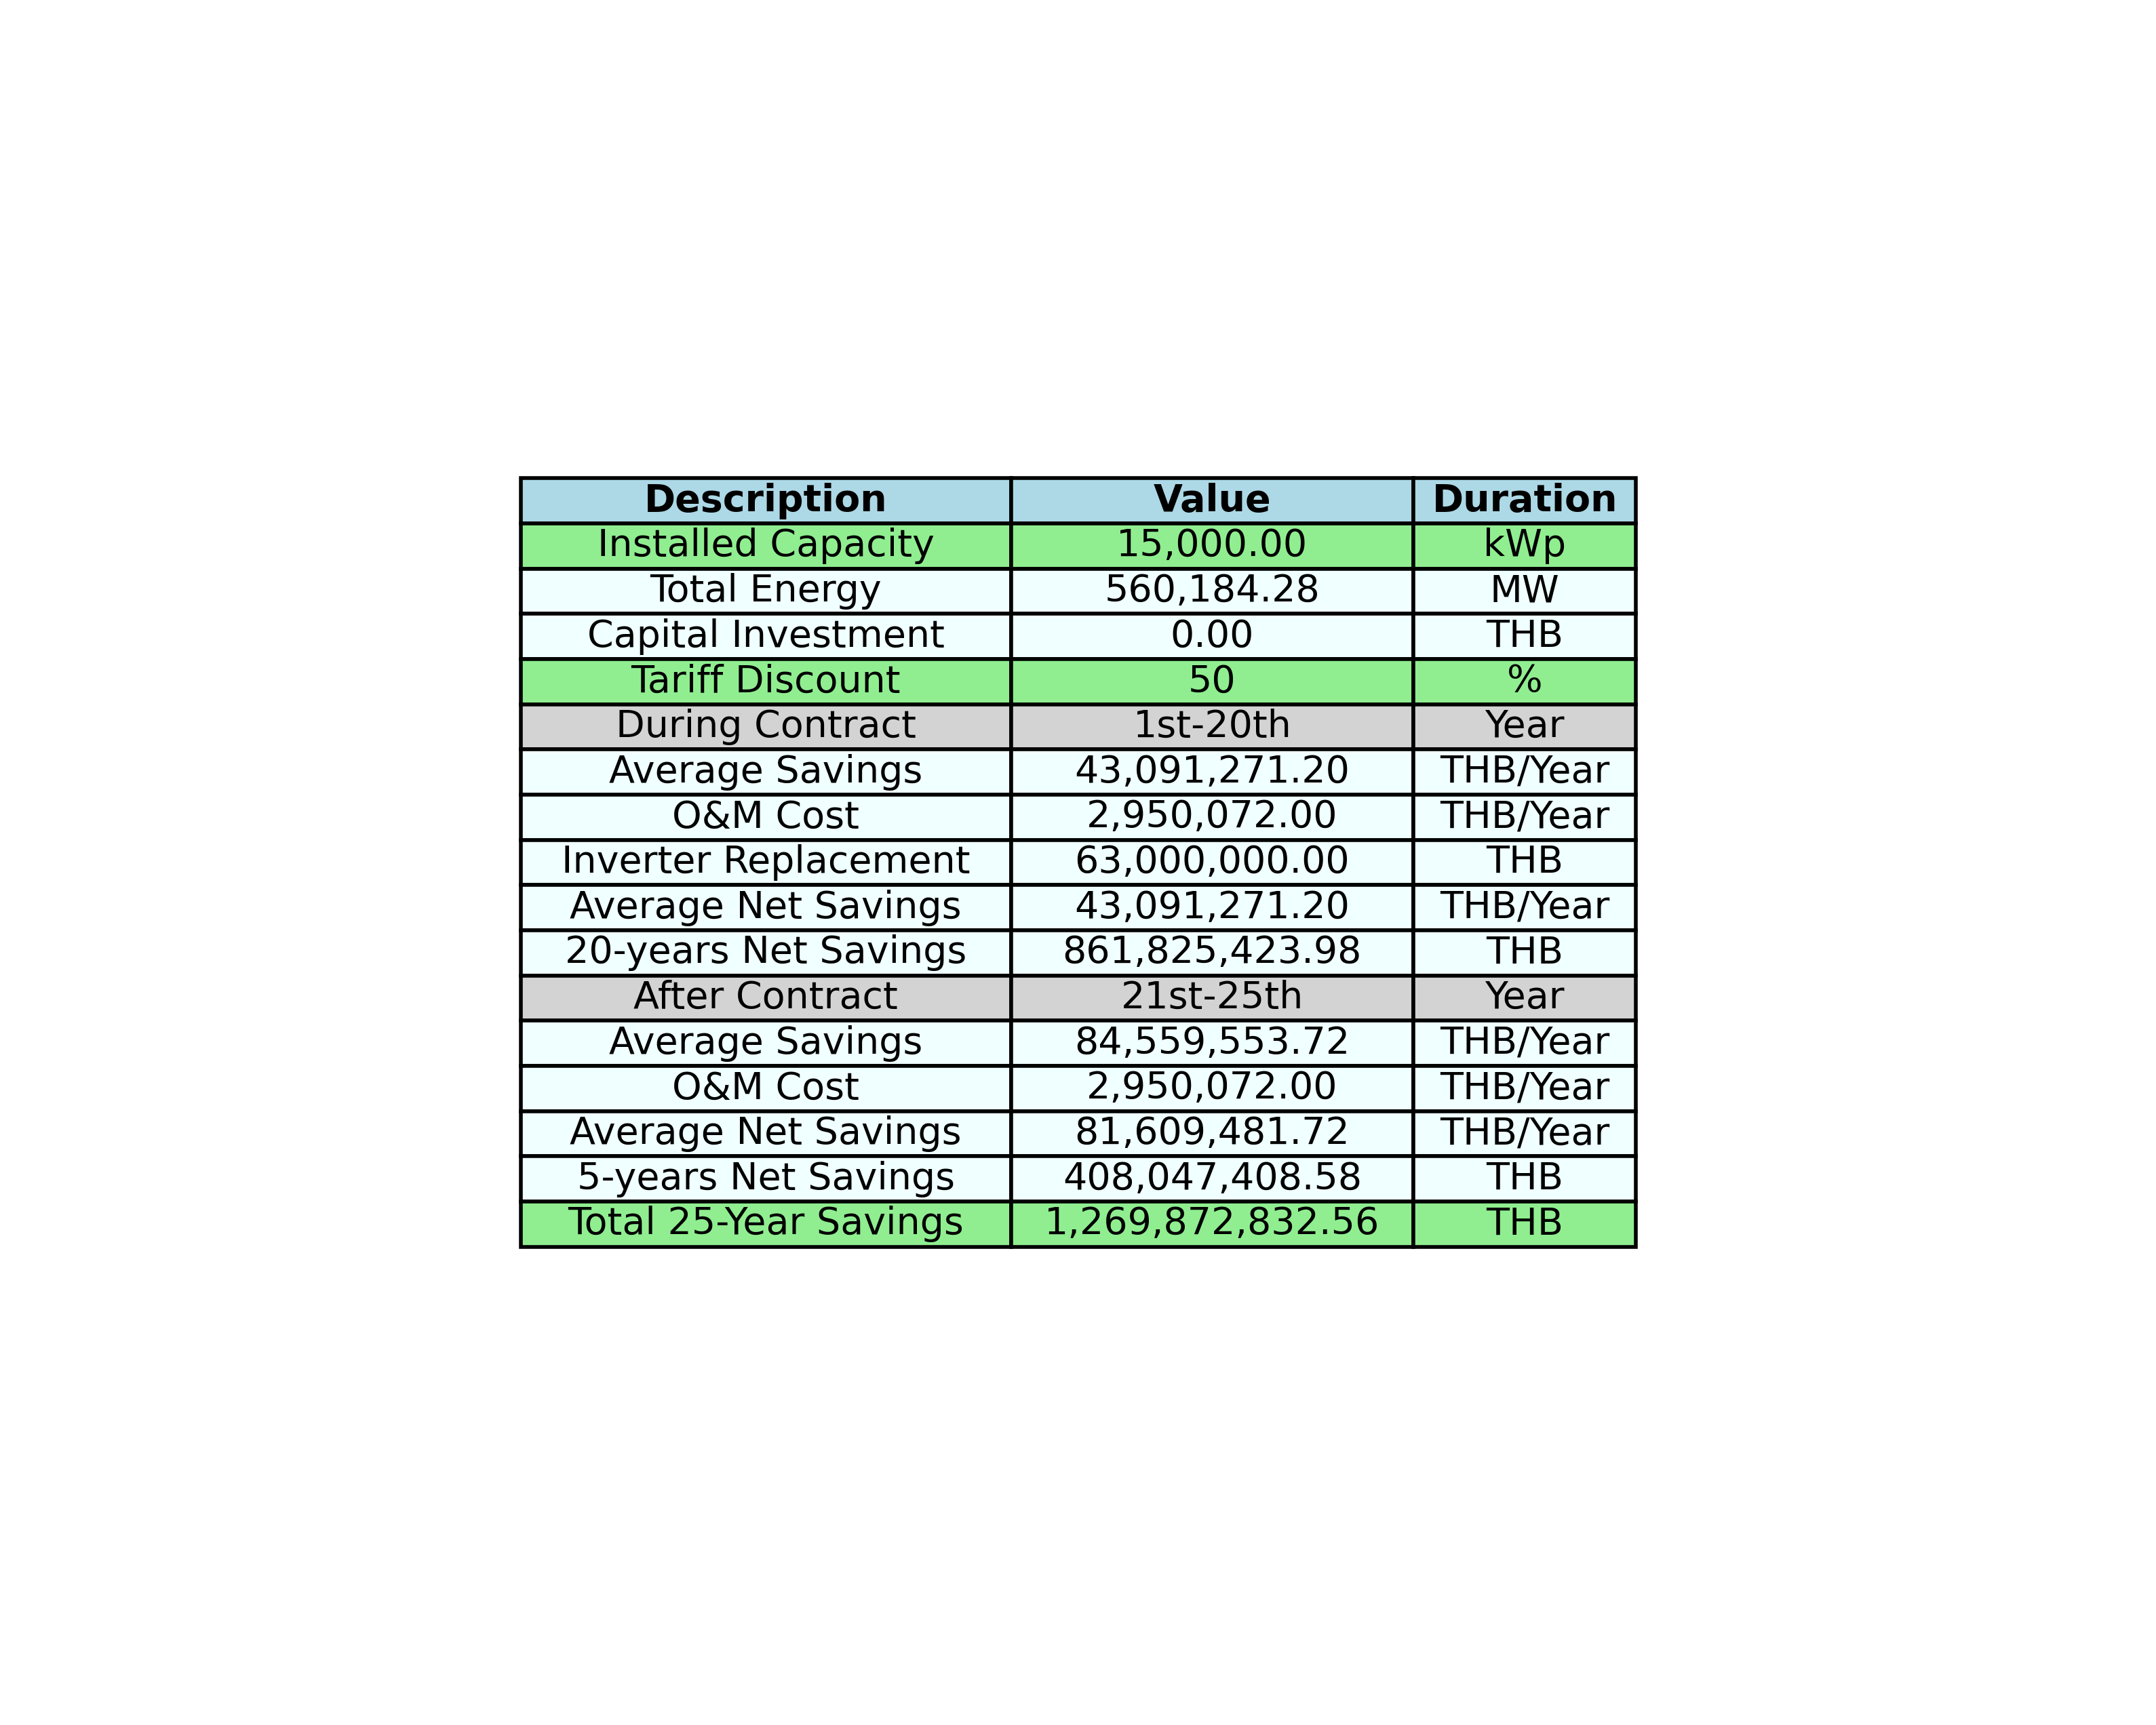 Description Value Duration
Installed Capacity 15,000.00 kWp
Total Energy 560,184.28 MW
Capital Investment 0.00 THB
Tariff Discount 50 %
During Contract 1st-20th Year
Average Savings 43,091,271.20 THB/Year
O&M Cost 2,950,072.00 THB/Year
Inverter Replacement 63,000,000.00 THB
Average Net Savings 43,091,271.20 THB/Year
20-years Net Savings 861,825,423.98 THB
After Contract 21st-25th Year
Average Savings 84,559,553.72 THB/Year
O&M Cost 2,950,072.00 THB/Year
Average Net Savings 81,609,481.72 THB/Year
5-years Net Savings 408,047,408.58 THB
Total 25-Year Savings 1,269,872,832.56 THB